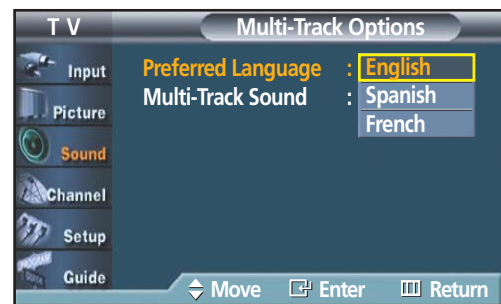 T V
Multi-Track Options
Input
Picture
Sound
Channel
Setup
Guide
Preferred Language : English
Multi-Track Sound : Spanish
French
Move Enter Return